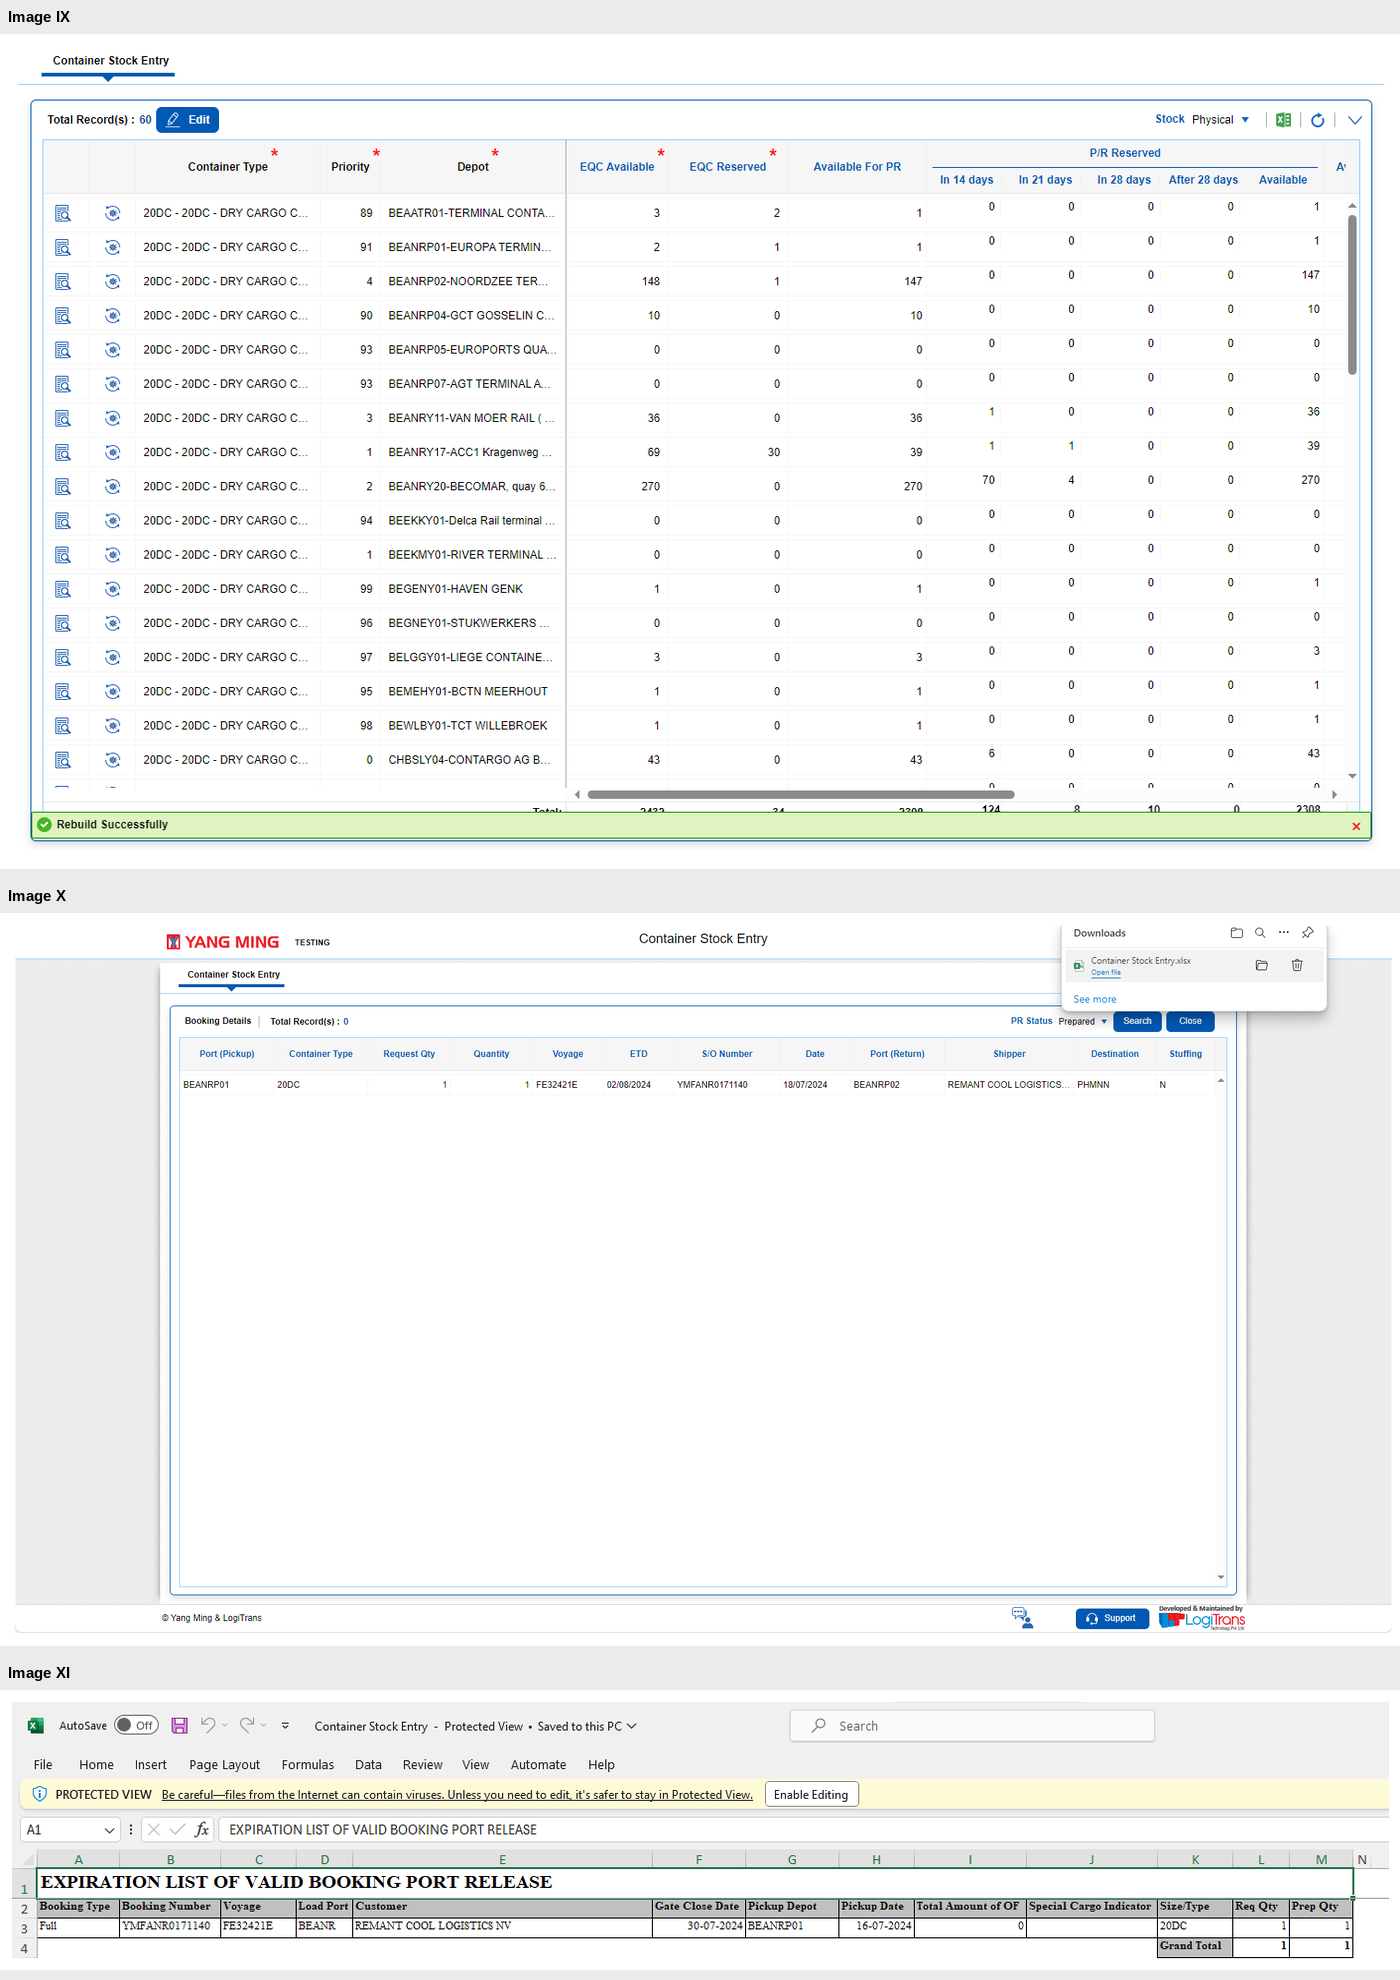 Image IX
Container Stock Entry
Total Record(s) : 60 Edit Stock Physical
Container Type * Priority * Depot * EQC Available * EQC Reserved * Available For PR P/R Reserved
In 14 days In 21 days In 28 days After 28 days Available
20DC - 20DC - DRY CARGO C... 89 BEAATR01-TERMINAL CONTA... 3 2 1 0 0 0 0 1
20DC - 20DC - DRY CARGO C... 91 BEANRP01-EUROPA TERMIN... 2 1 1 0 0 0 0 1
20DC - 20DC - DRY CARGO C... 4 BEANRP02-NOORDZEE TER... 148 1 147 0 0 0 0 147
20DC - 20DC - DRY CARGO C... 90 BEANRP04-GCT GOSSELIN C... 10 0 10 0 0 0 0 10
20DC - 20DC - DRY CARGO C... 93 BEANRP05-EUROPORTS QUA... 0 0 0 0 0 0 0 0
20DC - 20DC - DRY CARGO C... 93 BEANRP07-AGT TERMINAL A... 0 0 0 0 0 0 0 0
20DC - 20DC - DRY CARGO C... 3 BEANRY11-VAN MOER RAIL ( ... 36 0 36 1 0 0 0 36
20DC - 20DC - DRY CARGO C... 1 BEANRY17-ACC1 Kragenweg ... 69 30 39 1 1 0 0 39
20DC - 20DC - DRY CARGO C... 2 BEANRY20-BECOMAR, quay 6... 270 0 270 70 4 0 0 270
20DC - 20DC - DRY CARGO C... 94 BEEKKY01-Delca Rail terminal ... 0 0 0 0 0 0 0 0
20DC - 20DC - DRY CARGO C... 1 BEEKMY01-RIVER TERMINAL ... 0 0 0 0 0 0 0 0
20DC - 20DC - DRY CARGO C... 99 BEGENY01-HAVEN GENK 1 0 1 0 0 0 0 1
20DC - 20DC - DRY CARGO C... 96 BEGNEY01-STUKWERKERS ... 0 0 0 0 0 0 0 0
20DC - 20DC - DRY CARGO C... 97 BELGGY01-LIEGE CONTAINE... 3 0 3 0 0 0 0 3
20DC - 20DC - DRY CARGO C... 95 BEMEHY01-BCTN MEERHOUT 1 0 1 0 0 0 0 1
20DC - 20DC - DRY CARGO C... 98 BEWLBY01-TCT WILLEBROEK 1 0 1 0 0 0 0 1
20DC - 20DC - DRY CARGO C... 0 CHBSLY04-CONTARGO AG B... 43 0 43 6 0 0 0 43
Total: 2432 34 2398 124 8 10 0 2308
Rebuild Successfully
Image X
YANG MING TESTING Container Stock Entry Downloads
Container Stock Entry.xlsx
Open file
See more
Container Stock Entry
Booking Details Total Record(s) : 0 PR Status Prepared Search Close
Port (Pickup) Container Type Request Qty Quantity Voyage ETD S/O Number Date Port (Return) Shipper Destination Stuffing
BEANRP01 20DC 1 1 FE32421E 02/08/2024 YMFANR0171140 18/07/2024 BEANRP02 REMANT COOL LOGISTICS... PHMNN N
© Yang Ming & LogiTrans Support Developed & Maintained by
LogiTrans
Technology Pvt. Ltd.
Image XI
AutoSave Off Container Stock Entry - Protected View • Saved to this PC Search
File Home Insert Page Layout Formulas Data Review View Automate Help
PROTECTED VIEW Be careful—files from the Internet can contain viruses. Unless you need to edit, it's safer to stay in Protected View. Enable Editing
A1 fx EXPIRATION LIST OF VALID BOOKING PORT RELEASE
A B C D E F G H I J K L M N
1 EXPIRATION LIST OF VALID BOOKING PORT RELEASE
2 Booking Type Booking Number Voyage Load Port Customer Gate Close Date Pickup Depot Pickup Date Total Amount of OF Special Cargo Indicator Size/Type Req Qty Prep Qty
3 Full YMFANR0171140 FE32421E BEANR REMANT COOL LOGISTICS NV 30-07-2024 BEANRP01 16-07-2024 0 20DC 1 1
4 Grand Total 1 1